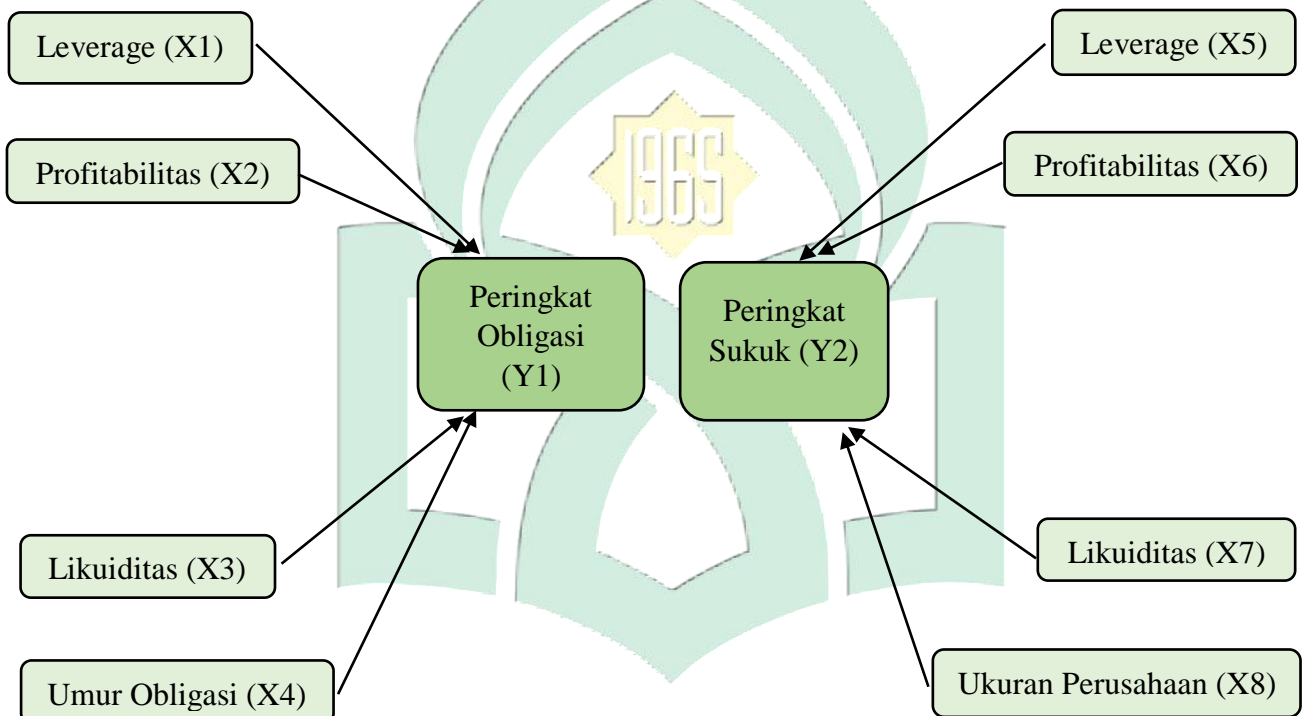 Leverage (X1)
Leverage (X5)
Profitabilitas (X2)
Profitabilitas (X6)
1965
Peringkat
Obligasi
(Y1)
Peringkat
Sukuk (Y2)
Likuiditas (X3)
Likuiditas (X7)
Umur Obligasi (X4)
Ukuran Perusahaan (X8)